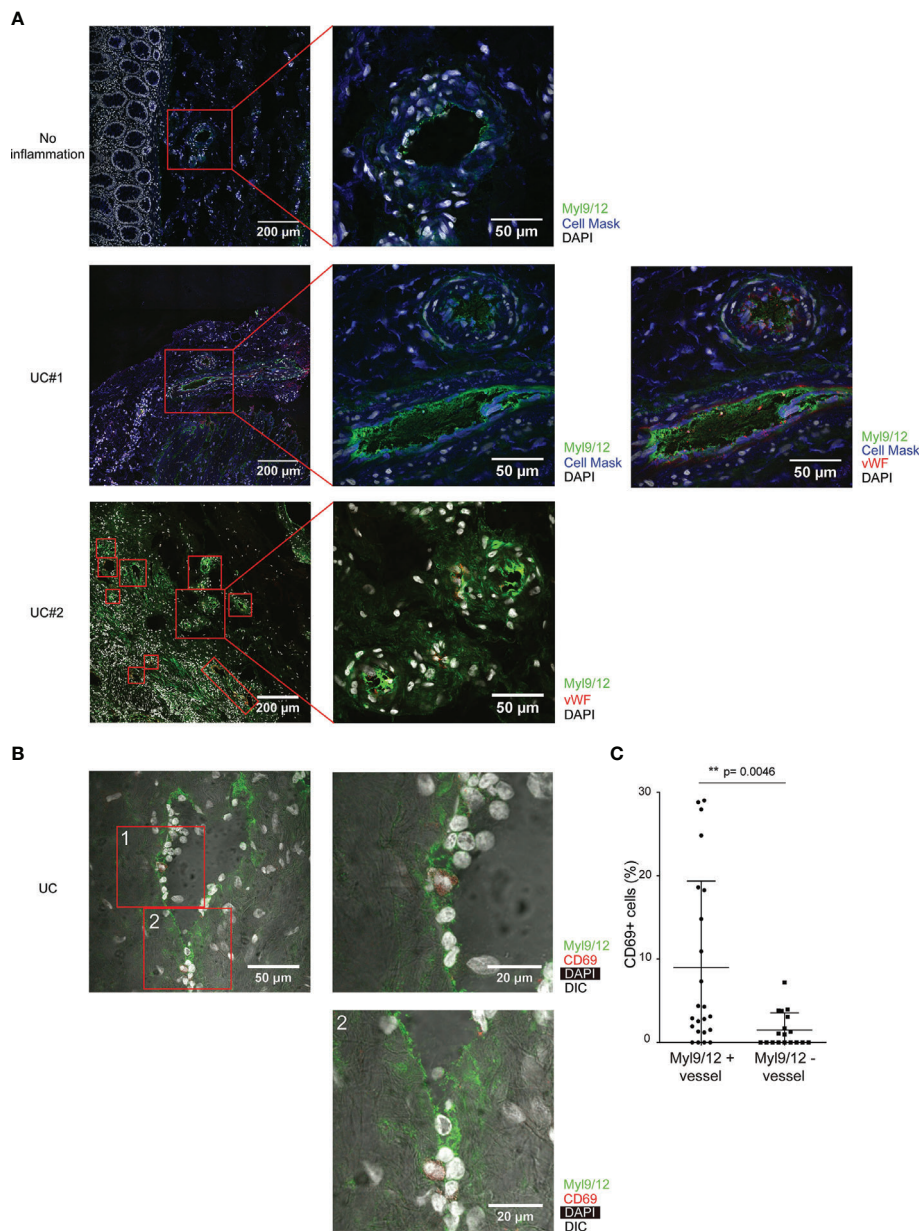 A
No
inflammation
200 µm
50 µm
Myl9/12
Cell Mask
DAPI
UC#1
200 µm
50 µm
Myl9/12
Cell Mask
DAPI
50 µm
Myl9/12
Cell Mask
vWF
DAPI
UC#2
200 µm
50 µm
Myl9/12
vWF
DAPI
B
UC
1
2
50 µm
20 µm
Myl9/12
CD69
DAPI
DIC
2
20 µm
Myl9/12
CD69
DAPI
DIC
C
** p= 0.0046
30
20
10
0
CD69+ cells (%)
Myl9/12 +
vessel
Myl9/12 -
vessel